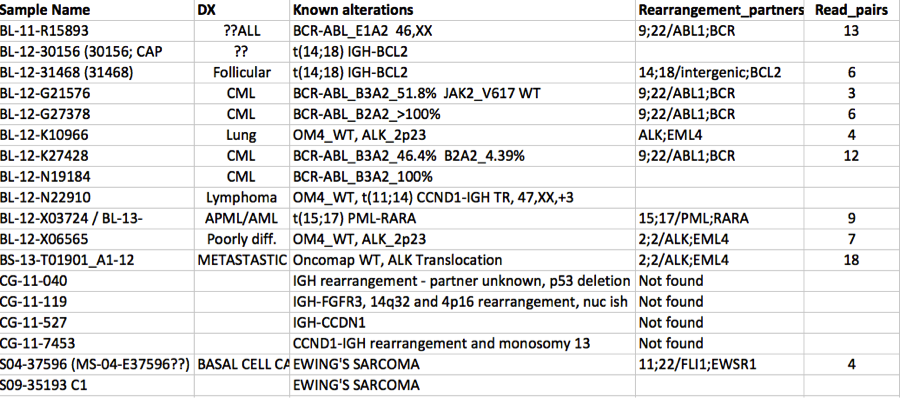 Sample Name DX Known alterations Rearrangement_partners Read_pairs
BL-11-R15893 ??ALL BCR-ABL_E1A2 46,XX 9;22/ABL1;BCR 13
BL-12-30156 (30156; CAP ?? t(14;18) IGH-BCL2
BL-12-31468 (31468) Follicular t(14;18) IGH-BCL2 14;18/intergenic;BCL2 6
BL-12-G21576 CML BCR-ABL_B3A2_51.8% JAK2_V617 WT 9;22/ABL1;BCR 3
BL-12-G27378 CML BCR-ABL_B2A2_>100% 9;22/ABL1;BCR 6
BL-12-K10966 Lung OM4_WT, ALK_2p23 ALK;EML4 4
BL-12-K27428 CML BCR-ABL_B3A2_46.4% B2A2_4.39% 9;22/ABL1;BCR 12
BL-12-N19184 CML BCR-ABL_B3A2_100%
BL-12-N22910 Lymphoma OM4_WT, t(11;14) CCND1-IGH TR, 47,XX,+3
BL-12-X03724 / BL-13- APML/AML t(15;17) PML-RARA 15;17/PML;RARA 9
BL-12-X06565 Poorly diff. OM4_WT, ALK_2p23 2;2/ALK;EML4 7
BS-13-T01901_A1-12 METASTASTIC Oncomap WT, ALK Translocation 2;2/ALK;EML4 18
CG-11-040 IGH rearrangement - partner unknown, p53 deletion Not found
CG-11-119 IGH-FGFR3, 14q32 and 4p16 rearrangement, nuc ish Not found
CG-11-527 IGH-CCDN1 Not found
CG-11-7453 CCND1-IGH rearrangement and monosomy 13 Not found
S04-37596 (MS-04-E37596??) BASAL CELL CA EWING'S SARCOMA 11;22/FLI1;EWSR1 4
S09-35193 C1 EWING'S SARCOMA